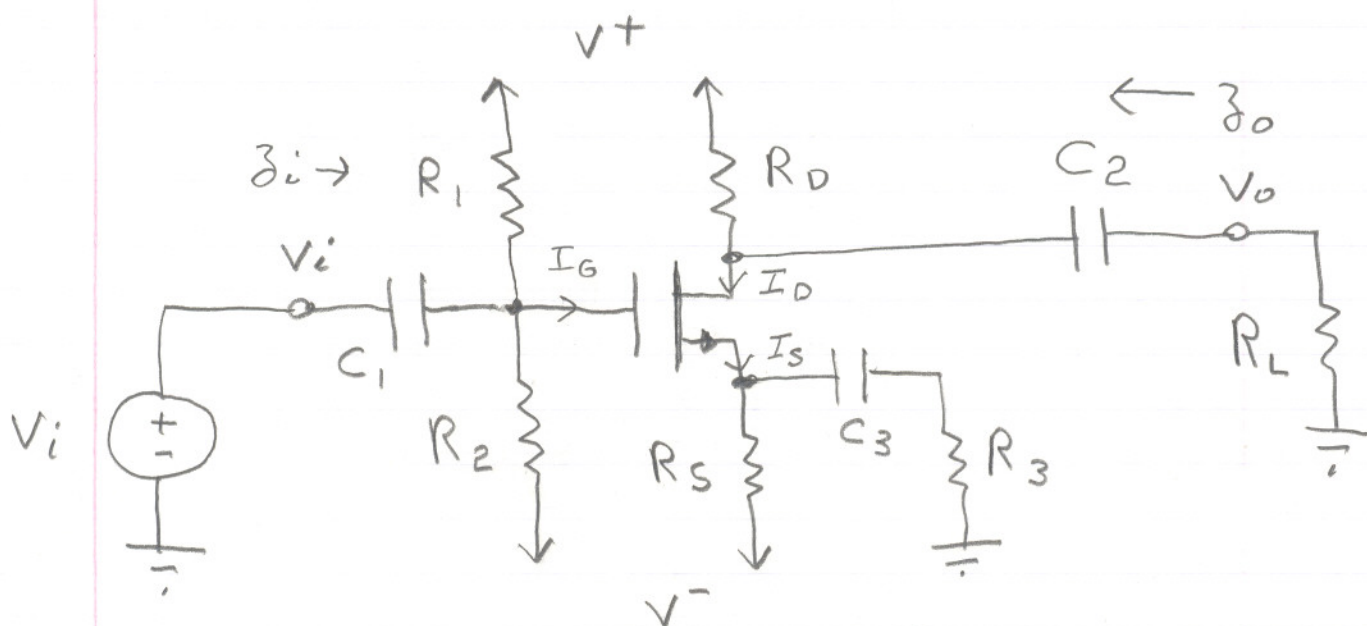 V+
zi →
R1
RD
← zo
C2
Vo
Vi
IG
ID
C1
IS
RL
Vi
+
-
R2
RS
C3
R3
V-